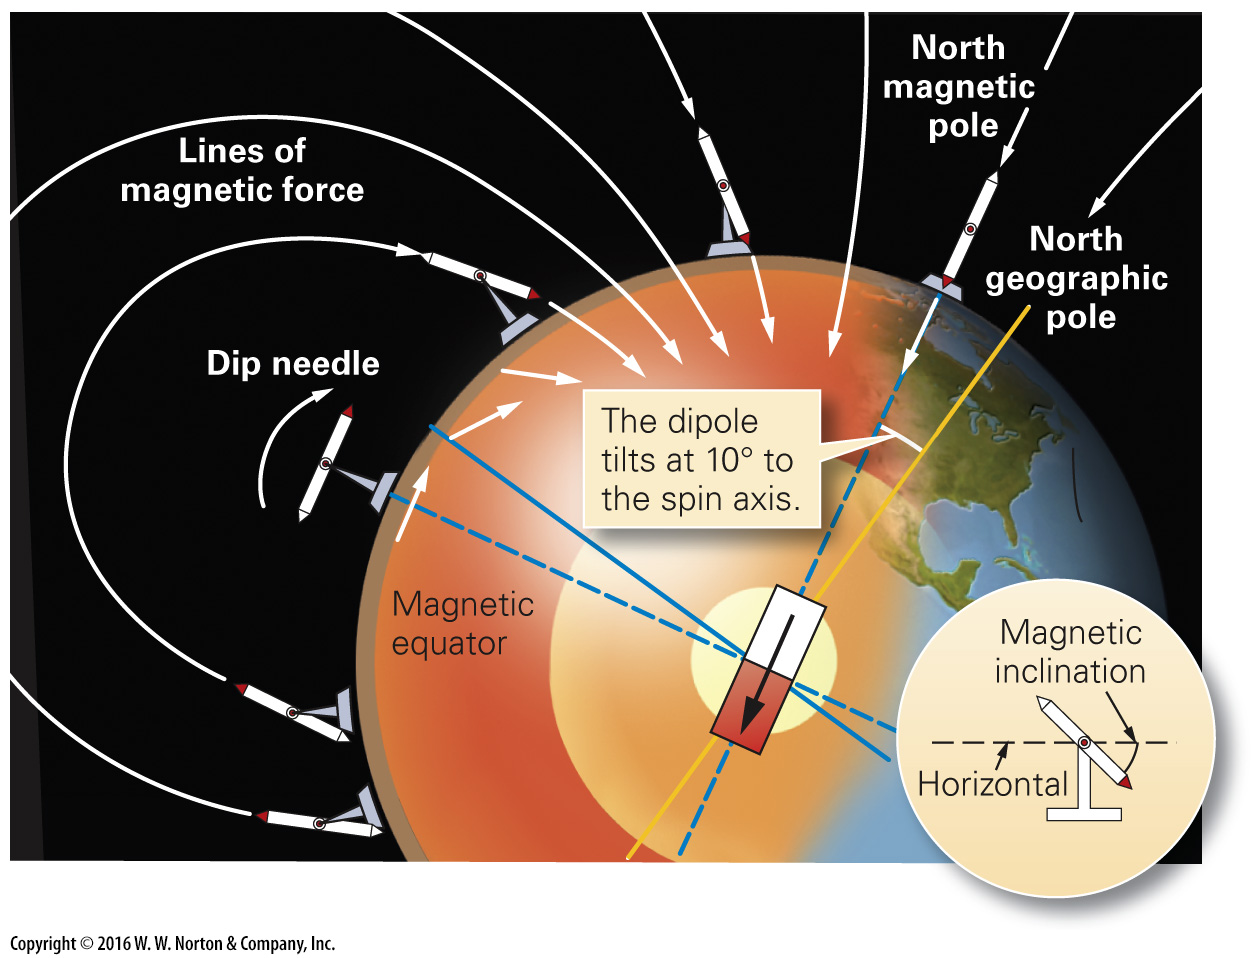 North
magnetic
pole
Lines of
magnetic force
North
geographic
pole
Dip needle
The dipole
tilts at 10° to
the spin axis.
Magnetic
equator
Magnetic
inclination
Horizontal
Copyright © 2016 W. W. Norton & Company, Inc.